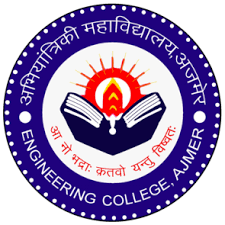 अभियांत्रिकी महाविद्यालय, अजमेर
आ नो भद्राः क्रतवो यन्तु विष्वतः
ENGINEERING COLLEGE, AJMER